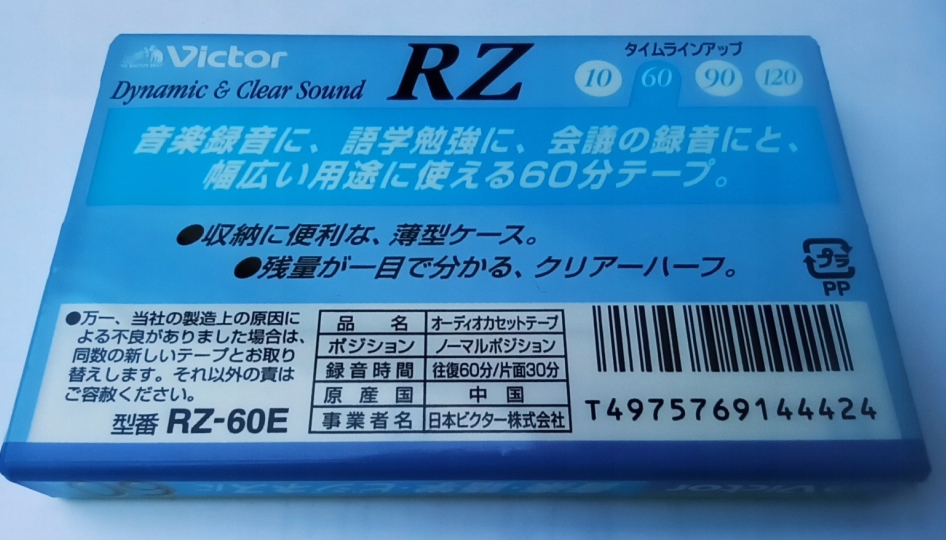 Victor
Dynamic & Clear Sound
RZ
タイムラインアップ
10 60 90 120
音楽録音に、語学勉強に、会議の録音にと、
幅広い用途に使える60分テープ。
●収納に便利な、薄型ケース。
●残量が一目で分かる、クリアーハーフ。
プラ
PP
●万一、当社の製造上の原因に
よる不良がありました場合は、
同数の新しいテープとお取り
替えします。それ以外の責は
ご容赦ください。
型番 RZ-60E
品名 オーディオカセットテープ
ポジション ノーマルポジション
録音時間 往復60分/片面30分
原産国 中国
事業者名 日本ビクター株式会社
T4975769144424
Victor